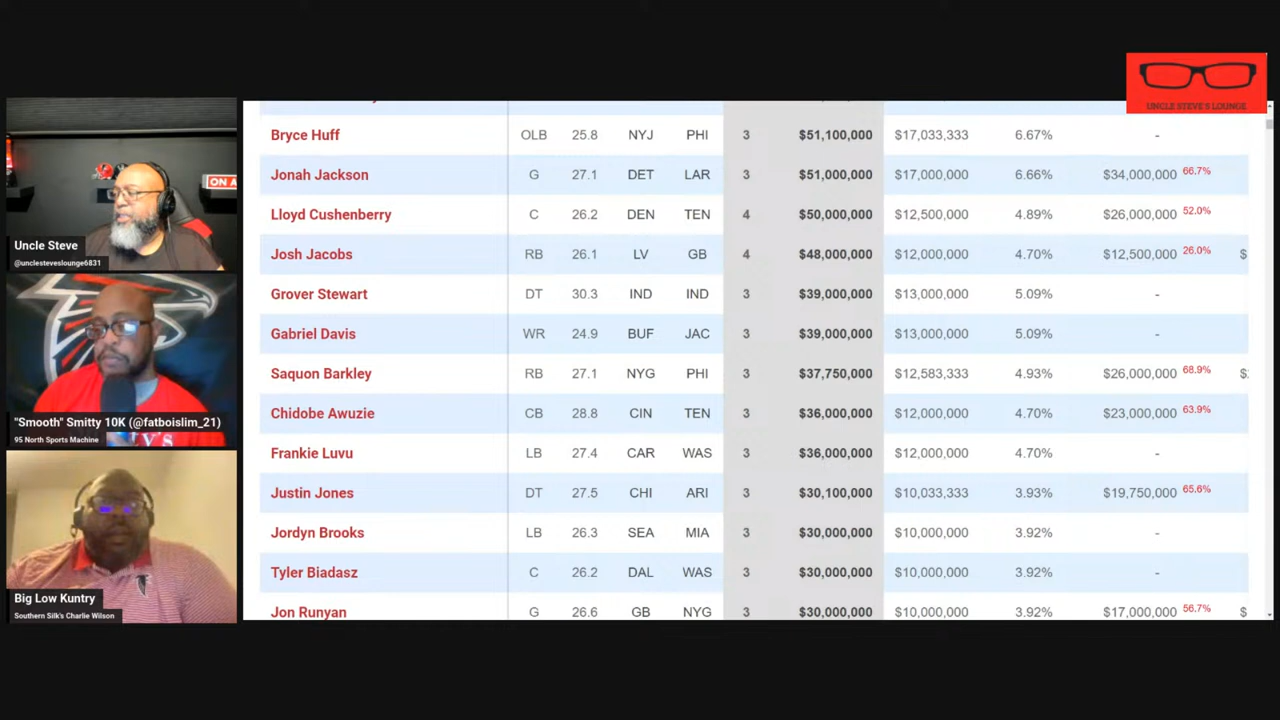 UNCLE STEVE'S LOUNGE
ON A
Uncle Steve
@unclesteveslounge6831
"Smooth" Smitty 10K (@fatboislim_21)
95 North Sports Machine
Big Low Kuntry
Southern Silk's Charlie Wilson
Bryce Huff OLB 25.8 NYJ PHI 3 $51,100,000 $17,033,333 6.67% -
Jonah Jackson G 27.1 DET LAR 3 $51,000,000 $17,000,000 6.66% $34,000,000 66.7%
Lloyd Cushenberry C 26.2 DEN TEN 4 $50,000,000 $12,500,000 4.89% $26,000,000 52.0%
Josh Jacobs RB 26.1 LV GB 4 $48,000,000 $12,000,000 4.70% $12,500,000 26.0% $
Grover Stewart DT 30.3 IND IND 3 $39,000,000 $13,000,000 5.09% -
Gabriel Davis WR 24.9 BUF JAC 3 $39,000,000 $13,000,000 5.09% -
Saquon Barkley RB 27.1 NYG PHI 3 $37,750,000 $12,583,333 4.93% $26,000,000 68.9% $
Chidobe Awuzie CB 28.8 CIN TEN 3 $36,000,000 $12,000,000 4.70% $23,000,000 63.9%
Frankie Luvu LB 27.4 CAR WAS 3 $36,000,000 $12,000,000 4.70% -
Justin Jones DT 27.5 CHI ARI 3 $30,100,000 $10,033,333 3.93% $19,750,000 65.6%
Jordyn Brooks LB 26.3 SEA MIA 3 $30,000,000 $10,000,000 3.92% -
Tyler Biadasz C 26.2 DAL WAS 3 $30,000,000 $10,000,000 3.92% -
Jon Runyan G 26.6 GB NYG 3 $30,000,000 $10,000,000 3.92% $17,000,000 56.7% $